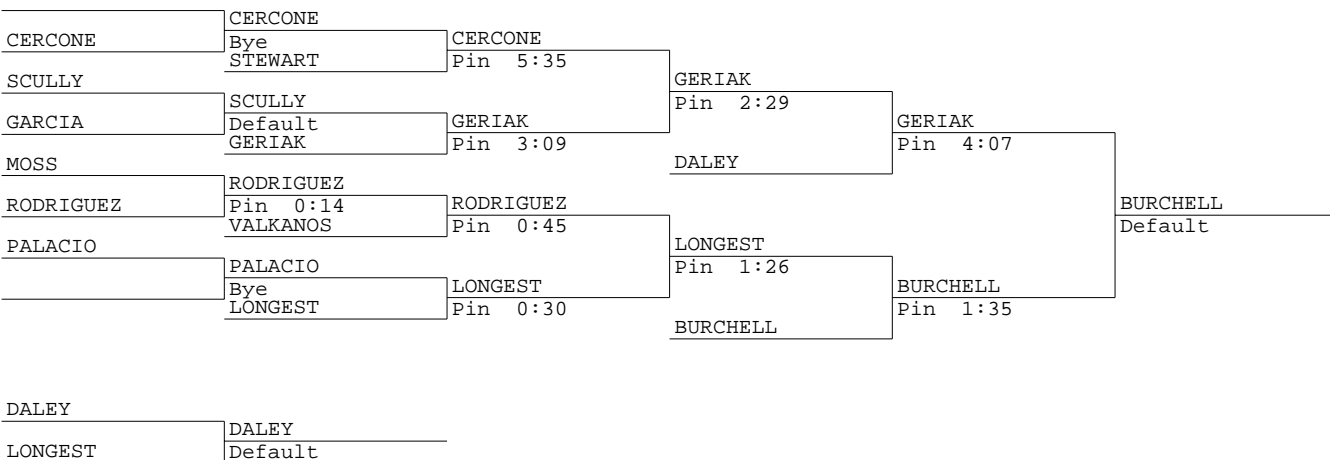 CERCONE
CERCONE
Bye
CERCONE
STEWART
Pin 5:35
SCULLY
GERIAK
SCULLY
Pin 2:29
GARCIA
Default
GERIAK
GERIAK
GERIAK
Pin 3:09
Pin 4:07
MOSS
DALEY
RODRIGUEZ
RODRIGUEZ
Pin 0:14
RODRIGUEZ
BURCHELL
VALKANOS
Pin 0:45
Default
PALACIO
LONGEST
PALACIO
Pin 1:26
Bye
LONGEST
BURCHELL
LONGEST
Pin 0:30
Pin 1:35
BURCHELL
DALEY
DALEY
LONGEST
Default